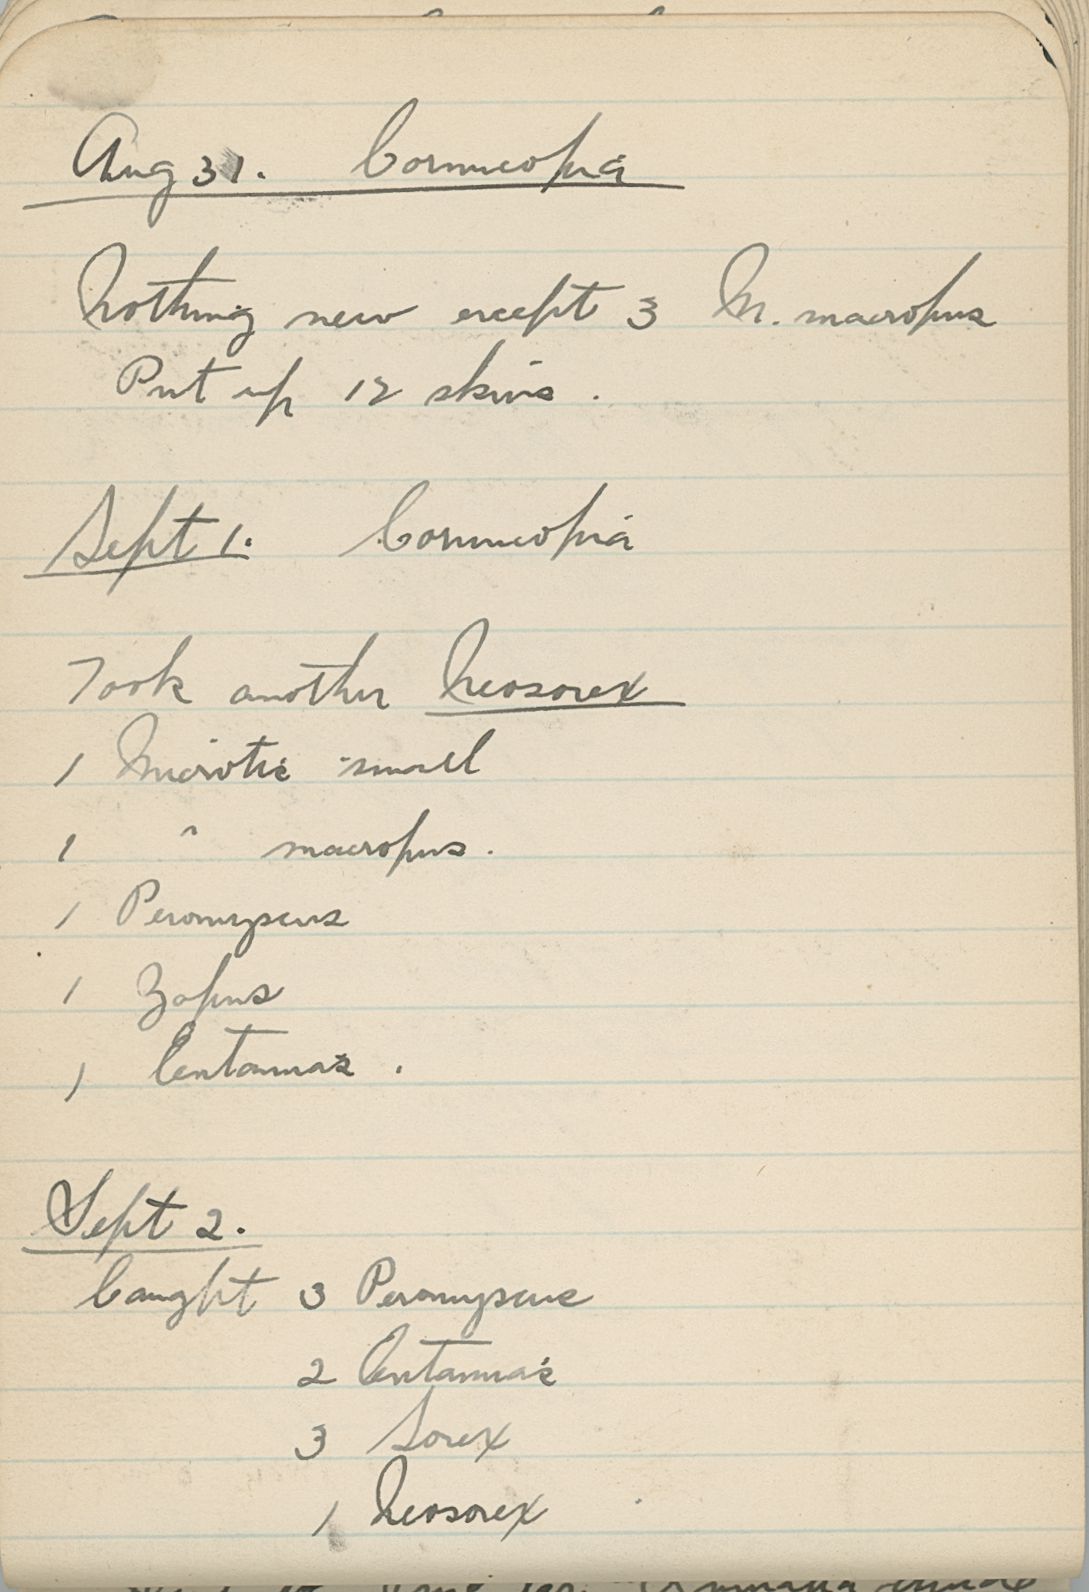 Aug 31. Cornucopia
Nothing new except 3 M. macropus
Put up 12 skins.
Sept 1. Cornucopia
Took another Neosorex
1 Microtis small
1 " macropus.
1 Peromyscus
1 Zapus
1 Eutamias.
Sept 2.
Caught 3 Peromyscus
2 Eutamias
3 Sorex
1 Neosorex